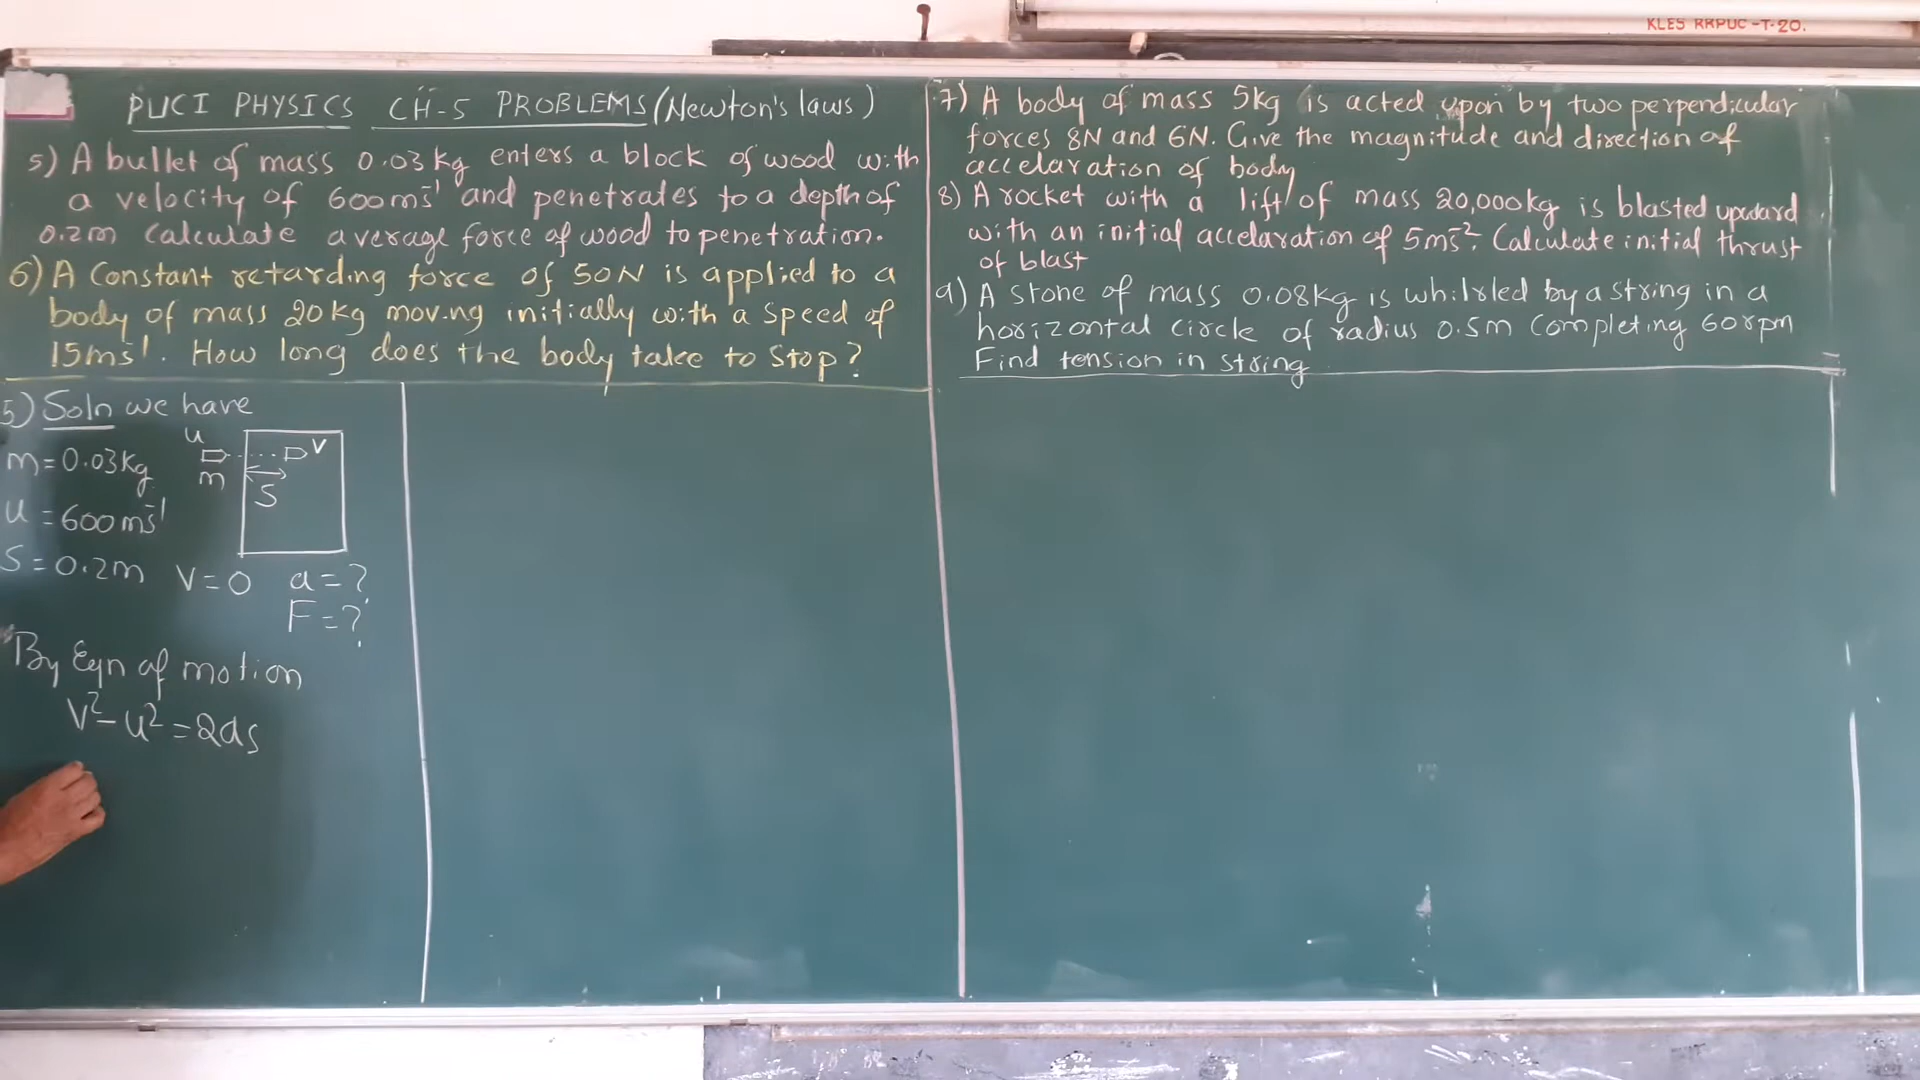 KLES RRPUC -T-20.
PUCI PHYSICS CH-5 PROBLEMS (Newton's laws)
5) A bullet of mass 0.03 kg enters a block of wood with
a velocity of 600ms⁻¹ and penetrates to a depth of
0.2m Calculate average force of wood to penetration.
6) A Constant retarding force of 50N is applied to a
body of mass 20kg moving initially with a speed of
15ms⁻¹. How long does the body take to stop?
7) A body of mass 5kg is acted upon by two perpendicular
forces 8N and 6N. Give the magnitude and direction of
accelaration of body
8) A rocket with a lift of mass 20,000kg is blasted upward
with an initial accelaration of 5ms⁻². Calculate initial thrust
of blast
9) A stone of mass 0.08kg is whilrled by a string in a
horizontal circle of radius 0.5m Completing 60rpm
Find tension in string
5) Soln we have
m=0.03kg
u = 600ms⁻¹
S=0.2m V=0 a=?
F=?
u
m
S
V
By Eqn of motion
V²-u²=2as